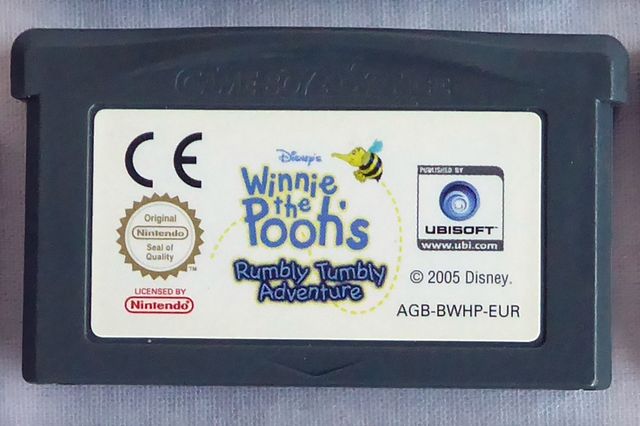 GAME BOY ADVANCE
CE
Original
Nintendo
Seal of
Quality
TM
LICENSED BY
Nintendo®
Disney's
Winnie
the
Pooh's
Rumbly Tumbly
Adventure
PUBLISHED BY
UBISOFT
www.ubi.com
© 2005 Disney.
AGB-BWHP-EUR